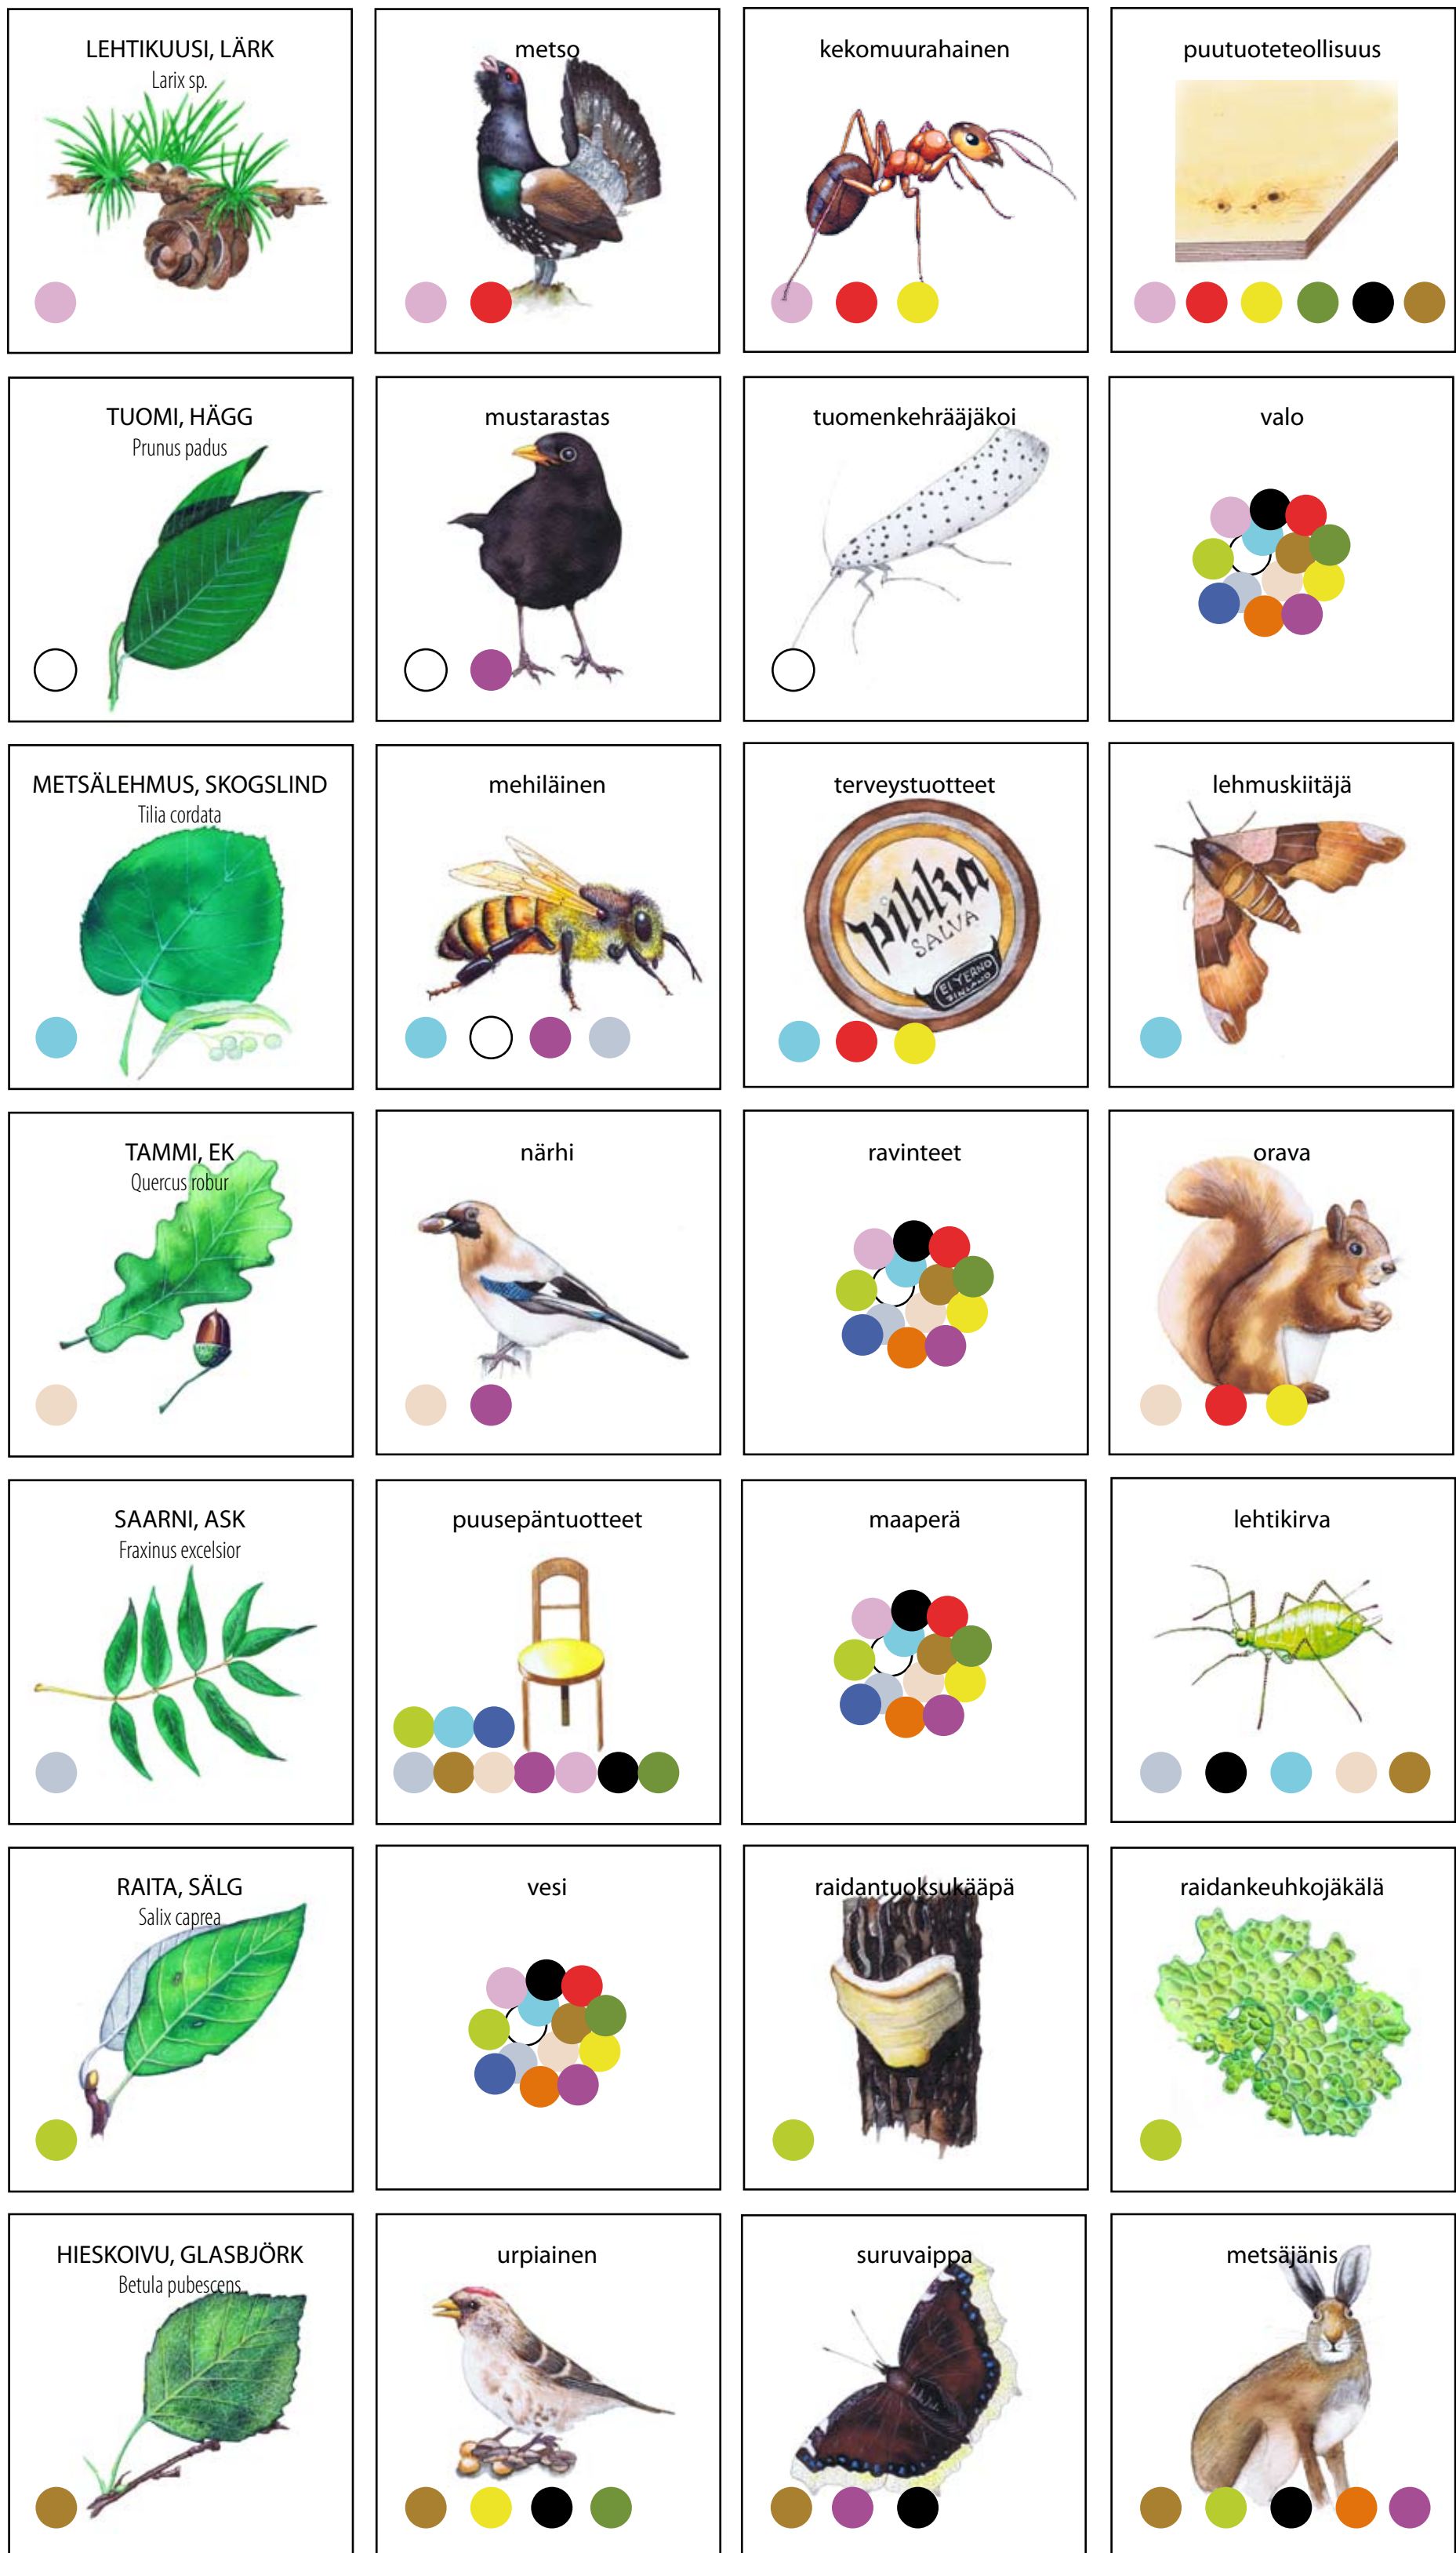 LEHTIKUUSI, LÄRK
Larix sp.
metso
kekomuurahainen
puutuoteteollisuus
TUOMI, HÄGG
Prunus padus
mustarastas
tuomenkehrääjäkoi
valo
METSÄLEHMUS, SKOGSLIND
Tilia cordata
mehiläinen
terveystuotteet
pihka
SALVA
lehmuskiitäjä
TAMMI, EK
Quercus robur
närhi
ravinteet
orava
SAARNI, ASK
Fraxinus excelsior
puusepäntuotteet
maaperä
lehtikirva
RAITA, SÄLG
Salix caprea
vesi
raidantuoksukääpä
raidankeuhkojäkälä
HIESKOIVU, GLASBJÖRK
Betula pubescens
urpiainen
suruvaippa
metsäjänis